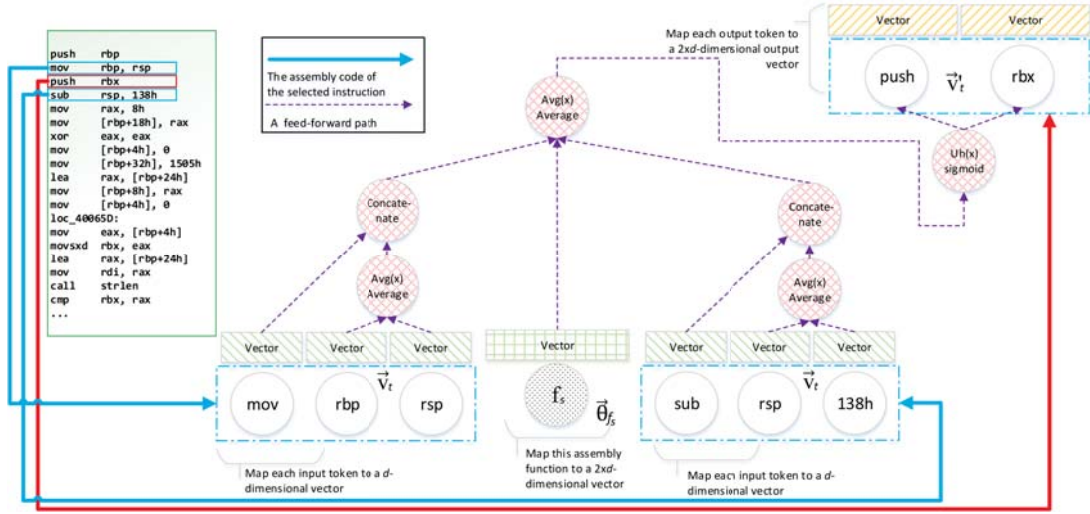 push rbp
mov rbp, rsp
push rbx
sub rsp, 138h
mov rax, 8h
mov [rbp+18h], rax
xor eax, eax
mov [rbp+4h], 0
mov [rbp+32h], 1505h
lea rax, [rbp+24h]
mov [rbp+8h], rax
mov [rbp+4h], 0
loc_40065D:
mov eax, [rbp+4h]
movsxd rbx, eax
lea rax, [rbp+24h]
mov rdi, rax
call strlen
cmp rbx, rax
...
The assembly code of
the selected instruction
A feed-forward path
Map each output token to
a 2xd-dimensional output
vector
Vector Vector
push v⃗'t rbx
Uh(x)
sigmoid
Avg(x)
Average
Concate-
nate
Concate-
nate
Avg(x)
Average
Avg(x)
Average
Vector Vector Vector
v⃗t
mov rbp rsp
Map each input token to a d-
dimensional vector
Vector
fs
θ⃗fs
Map this assembly
function to a 2xd-
dimensional vector
Vector Vector Vector
v⃗t
sub rsp 138h
Map each input token to a d-
dimensional vector